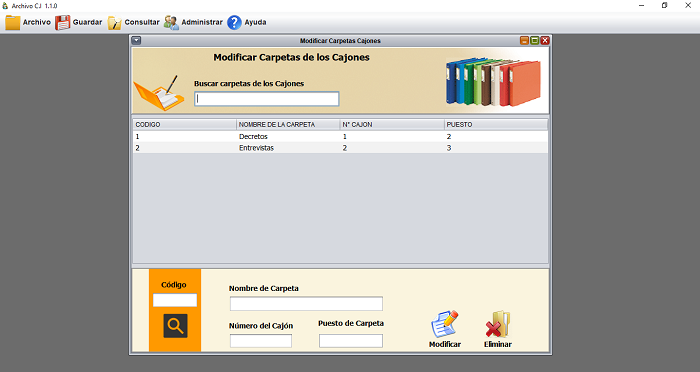 Archivo CJ 1.1.0
Archivo Guardar Consultar Administrar Ayuda
Modificar Carpetas Cajones
Modificar Carpetas de los Cajones
Buscar carpetas de los Cajones
CODIGO NOMBRE DE LA CARPETA N° CAJON PUESTO
1 Decretos 1 2
2 Entrevistas 2 3
Código
Nombre de Carpeta
Número del Cajón Puesto de Carpeta
Modificar Eliminar